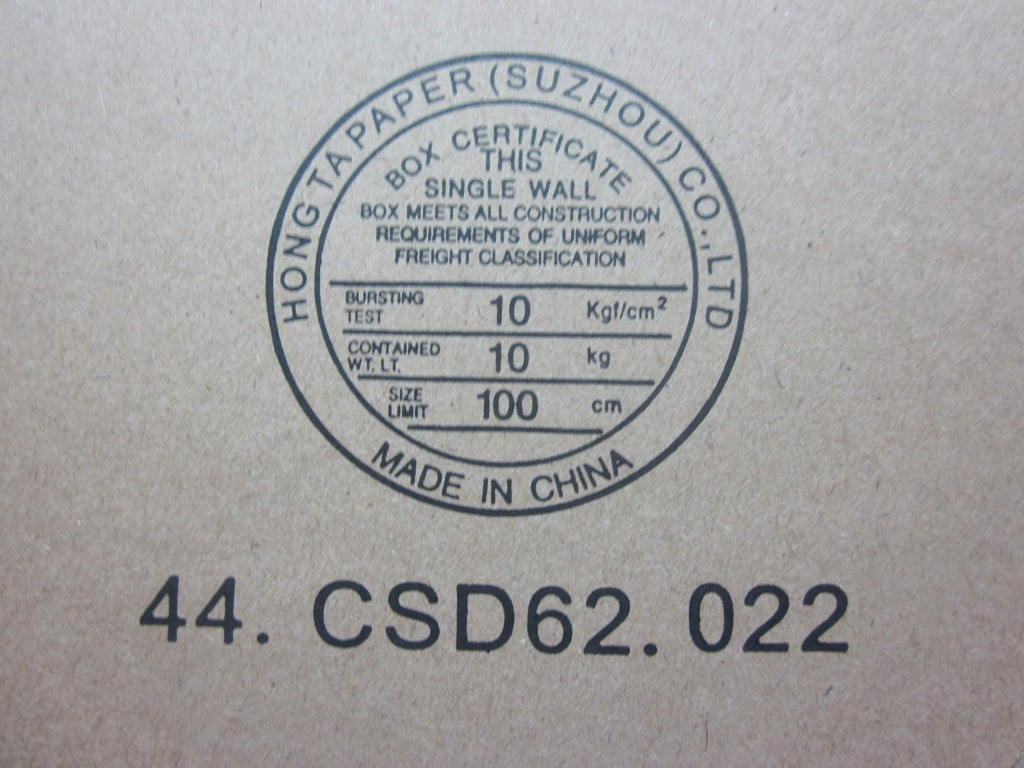 HONG TA PAPER (SUZHOU) CO.,LTD
BOX CERTIFICATE
THIS
SINGLE WALL
BOX MEETS ALL CONSTRUCTION
REQUIREMENTS OF UNIFORM
FREIGHT CLASSIFICATION
BURSTING TEST 10 Kgf/cm²
CONTAINED WT. LT. 10 kg
SIZE LIMIT 100 cm
MADE IN CHINA
44. CSD62. 022